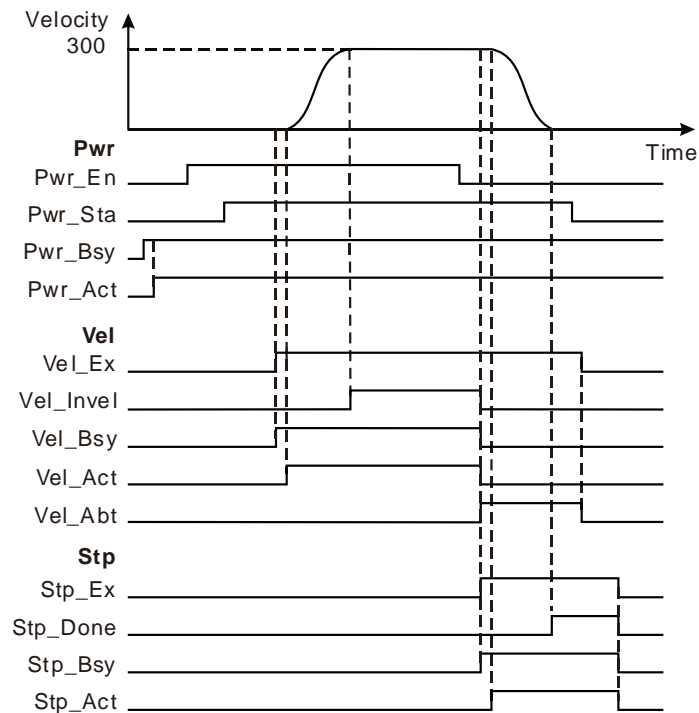 Velocity
300
Time
Pwr
Pwr_En
Pwr_Sta
Pwr_Bsy
Pwr_Act
Vel
Vel_Ex
Vel_Invel
Vel_Bsy
Vel_Act
Vel_Abt
Stp
Stp_Ex
Stp_Done
Stp_Bsy
Stp_Act